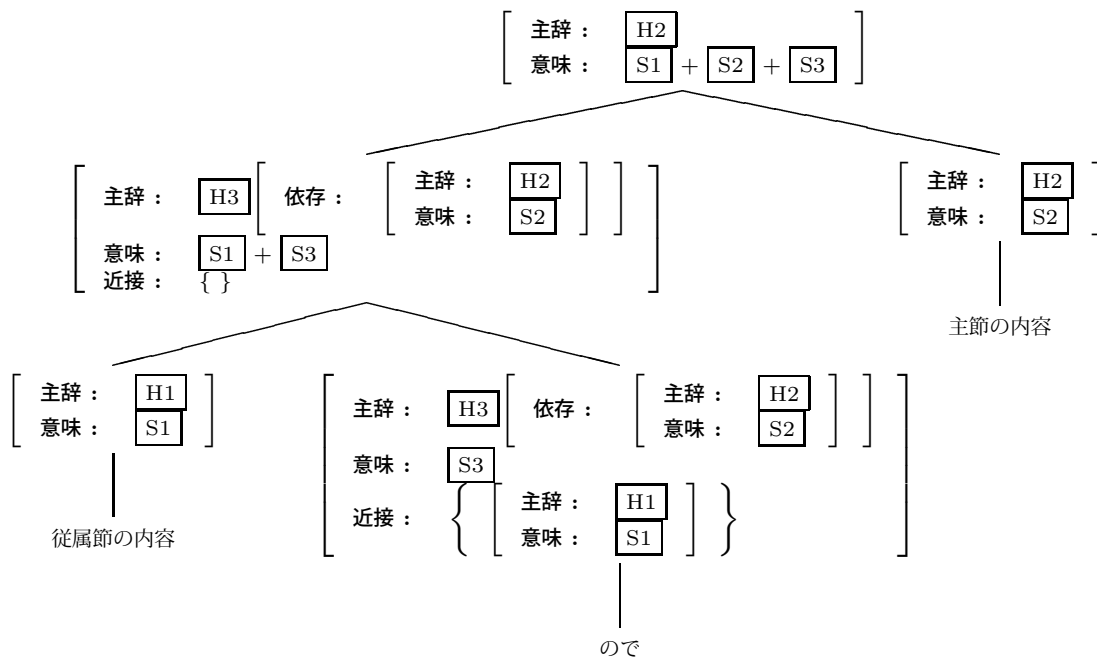 主辞 : H2
意味 : S1 + S2 + S3
主辞 : H3 依存 : 主辞 : H2
意味 : S2
意味 : S1 + S3
近接 : { }
主辞 : H2
意味 : S2
主節の内容
主辞 : H1
意味 : S1
従属節の内容
主辞 : H3 依存 : 主辞 : H2
意味 : S2
意味 : S3
近接 : { 主辞 : H1
意味 : S1 }
ので